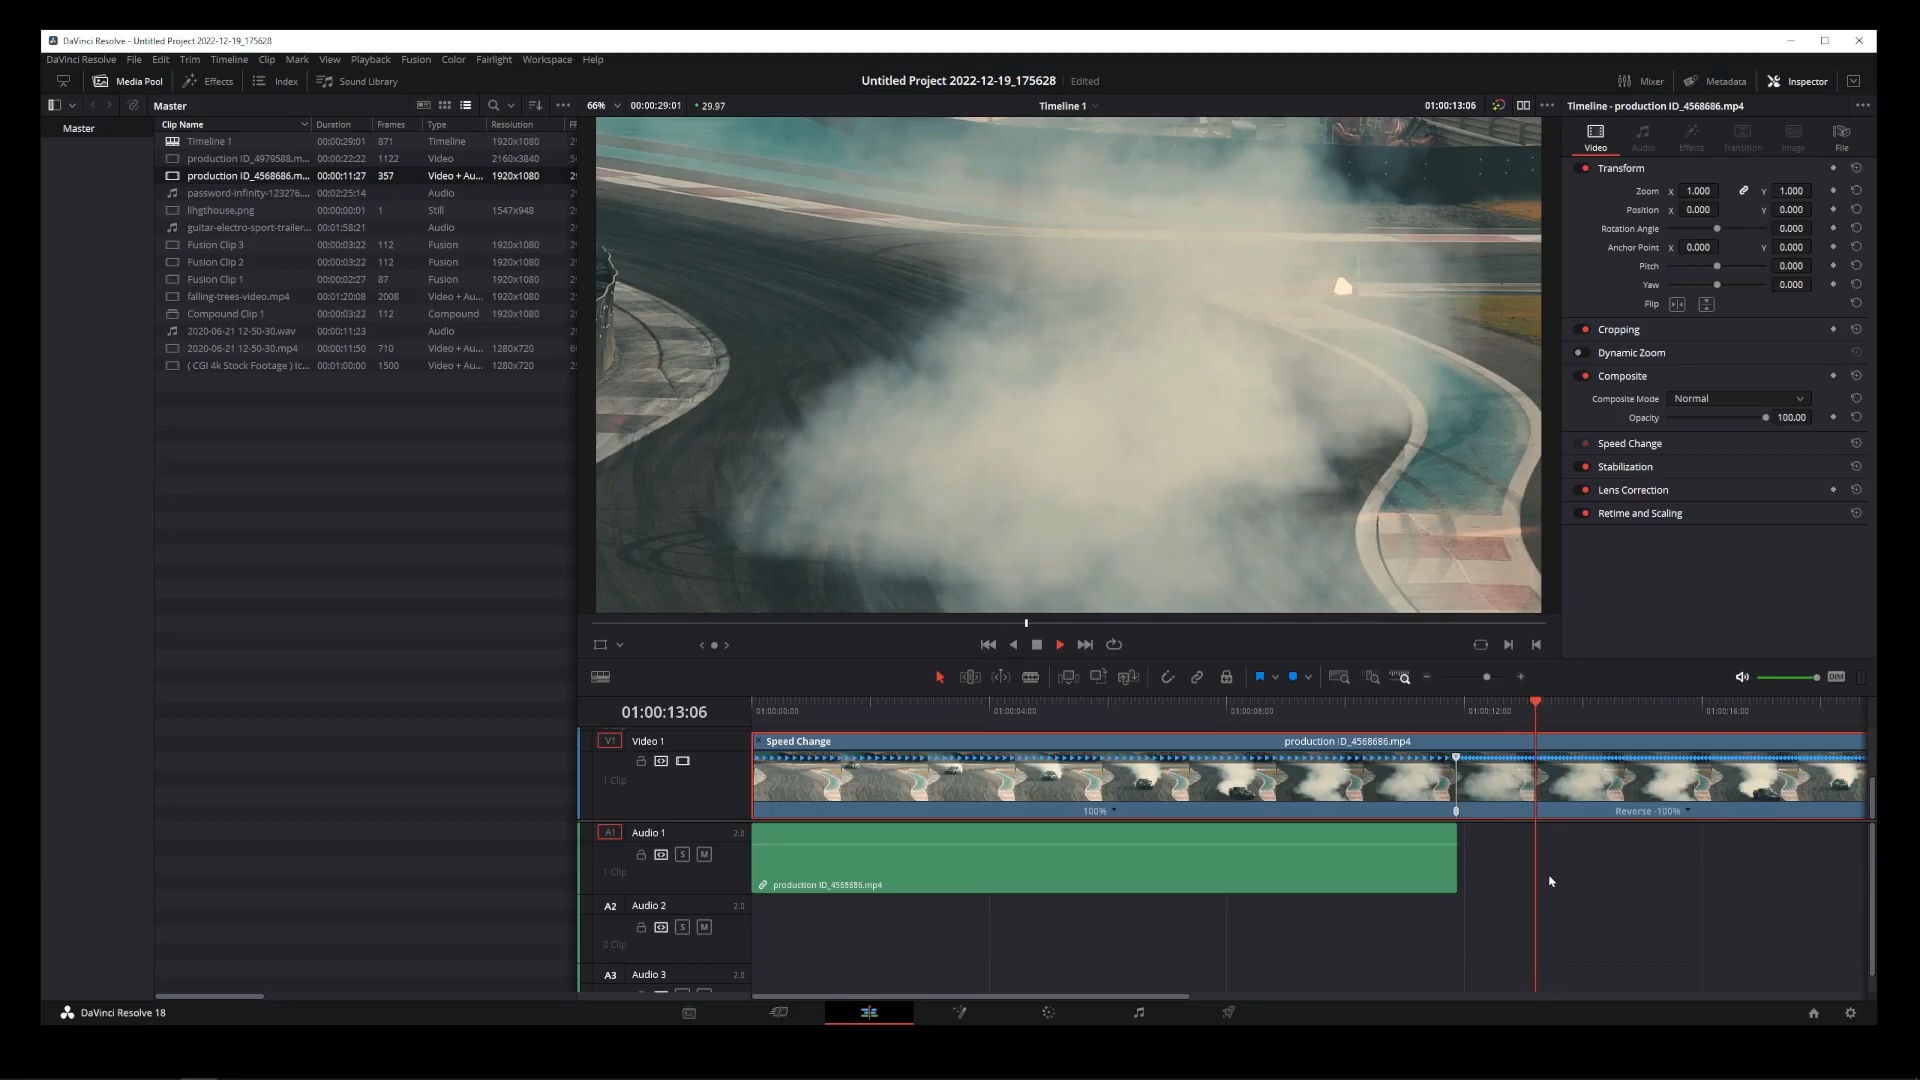 DaVinci Resolve - Untitled Project 2022-12-19_175628
DaVinci Resolve File Edit Trim Timeline Clip Mark View Playback Fusion Color Fairlight Workspace Help
Media Pool Effects Index Sound Library Untitled Project 2022-12-19_175628 Edited Mixer Metadata Inspector
Master 66% 00:00:29:01 29.97 Timeline 1 01:00:13:06 Timeline - production ID_4568686.mp4
Master
Clip Name Duration Frames Type Resolution
Timeline 1 00:00:29:01 871 Timeline 1920x1080
production ID_4979588.m... 00:00:22:22 1122 Video 2160x3840
production ID_4568686.m... 00:00:11:27 357 Video + Au... 1920x1080
password-infinity-123276.... 00:02:25:14 Audio
lihgthouse.png 00:00:00:01 1 Still 1547x948
guitar-electro-sport-trailer... 00:01:58:21 Audio
Fusion Clip 3 00:00:03:22 112 Fusion 1920x1080
Fusion Clip 2 00:00:03:22 112 Fusion 1920x1080
Fusion Clip 1 00:00:02:27 87 Fusion 1920x1080
falling-trees-video.mp4 00:01:20:08 2008 Video + Au... 1920x1080
Compound Clip 1 00:00:03:22 112 Compound 1920x1080
2020-06-21 12-50-30.wav 00:00:11:23 Audio
2020-06-21 12-50-30.mp4 00:00:11:50 710 Video + Au... 1280x720
( CGI 4k Stock Footage ) Ic... 00:01:00:00 1500 Video + Au... 1280x720
Video Audio Effects Transition Image File
Transform
Zoom X 1.000 Y 1.000
Position X 0.000 Y 0.000
Rotation Angle 0.000
Anchor Point X 0.000 Y 0.000
Pitch 0.000
Yaw 0.000
Flip
Cropping
Dynamic Zoom
Composite
Composite Mode Normal
Opacity 100.00
Speed Change
Stabilization
Lens Correction
Retime and Scaling
DIM
01:00:13:06 01:00:00:00 01:00:04:00 01:00:08:00 01:00:12:00 01:00:16:00
V1 Video 1 Speed Change production ID_4568686.mp4
1 Clip
100% Reverse -100%
A1 Audio 1 2.0
S M
1 Clip
production ID_4568686.mp4
A2 Audio 2 2.0
S M
0 Clip
A3 Audio 3 2.0
DaVinci Resolve 18